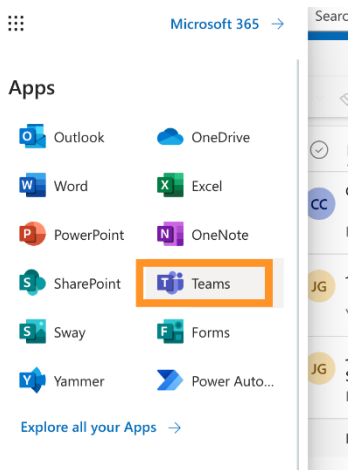 Microsoft 365 →
Searc
Apps
Outlook OneDrive
Word Excel
PowerPoint OneNote
SharePoint Teams
Sway Forms
Yammer Power Auto...
Explore all your Apps →
CC
JG
JG